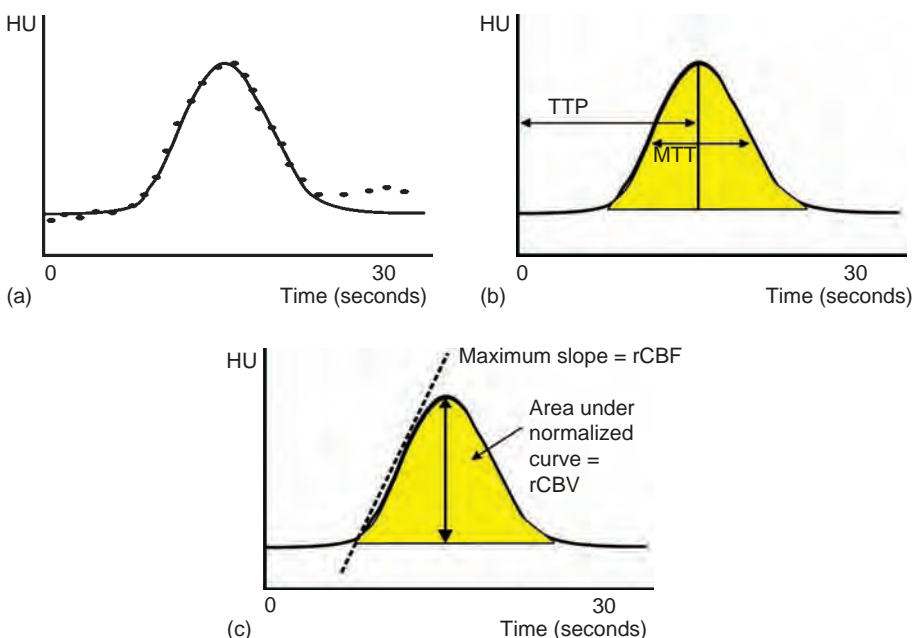 HU
0
30
Time (seconds)
(a)
HU
TTP
MTT
0
30
Time (seconds)
(b)
HU
Maximum slope = rCBF
Area under
normalized
curve =
rCBV
0
30
Time (seconds)
(c)